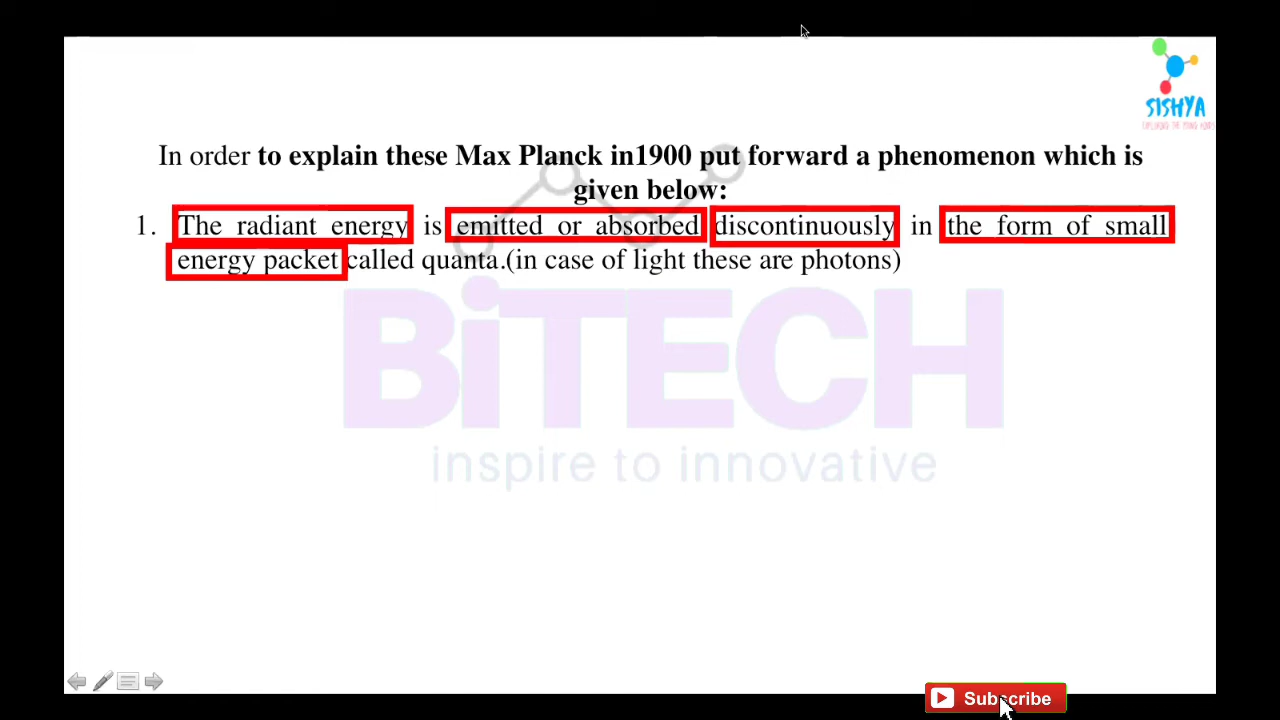 SISHYA
In order to explain these Max Planck in1900 put forward a phenomenon which is
given below:
1. The radiant energy is emitted or absorbed discontinuously in the form of small
energy packet called quanta.(in case of light these are photons)
BiTECH
inspire to innovative
Subscribe